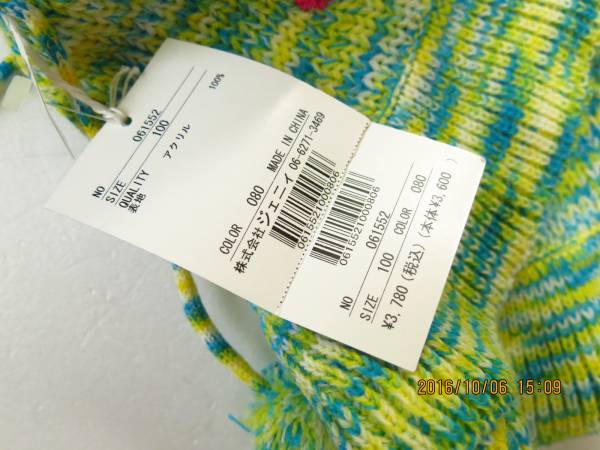 NO 061552
SIZE 100
QUALITY
表地 アクリル 100%
COLOR 080 MADE IN CHINA
株式会社 ジェニィ 06-6271-3469
0615521000806
0615521000806
NO 061552
SIZE 100 COLOR 080
¥3,780(税込)(本体¥3,600)
2016/10/06 15:09